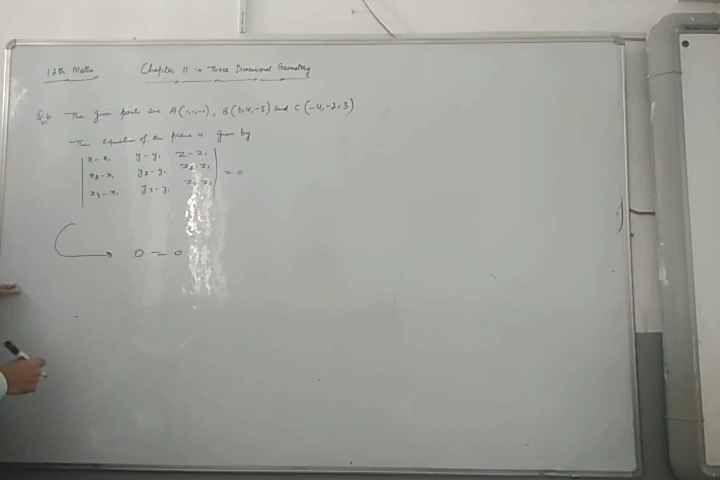 12th Maths Chapter 11 → Three Dimensional Geometry
Q6 The given points are A(1,1,-1), B(6,4,-5) and C(-4,-2,3)
The equation of the plane is given by
| x-x₁ y-y₁ z-z₁ |
| x₂-x₁ y₂-y₁ z₂-z₁ | = 0
| x₃-x₁ y₃-y₁ z₃-z₁ |
0 = 0